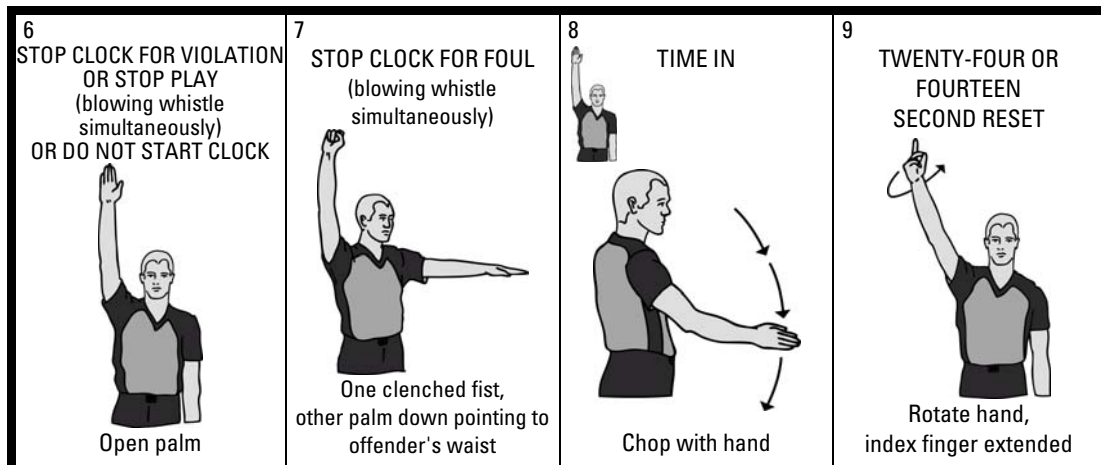 6
STOP CLOCK FOR VIOLATION
OR STOP PLAY
(blowing whistle
simultaneously)
OR DO NOT START CLOCK
Open palm
7
STOP CLOCK FOR FOUL
(blowing whistle
simultaneously)
One clenched fist,
other palm down pointing to
offender's waist
8
TIME IN
Chop with hand
9
TWENTY-FOUR OR
FOURTEEN
SECOND RESET
Rotate hand,
index finger extended